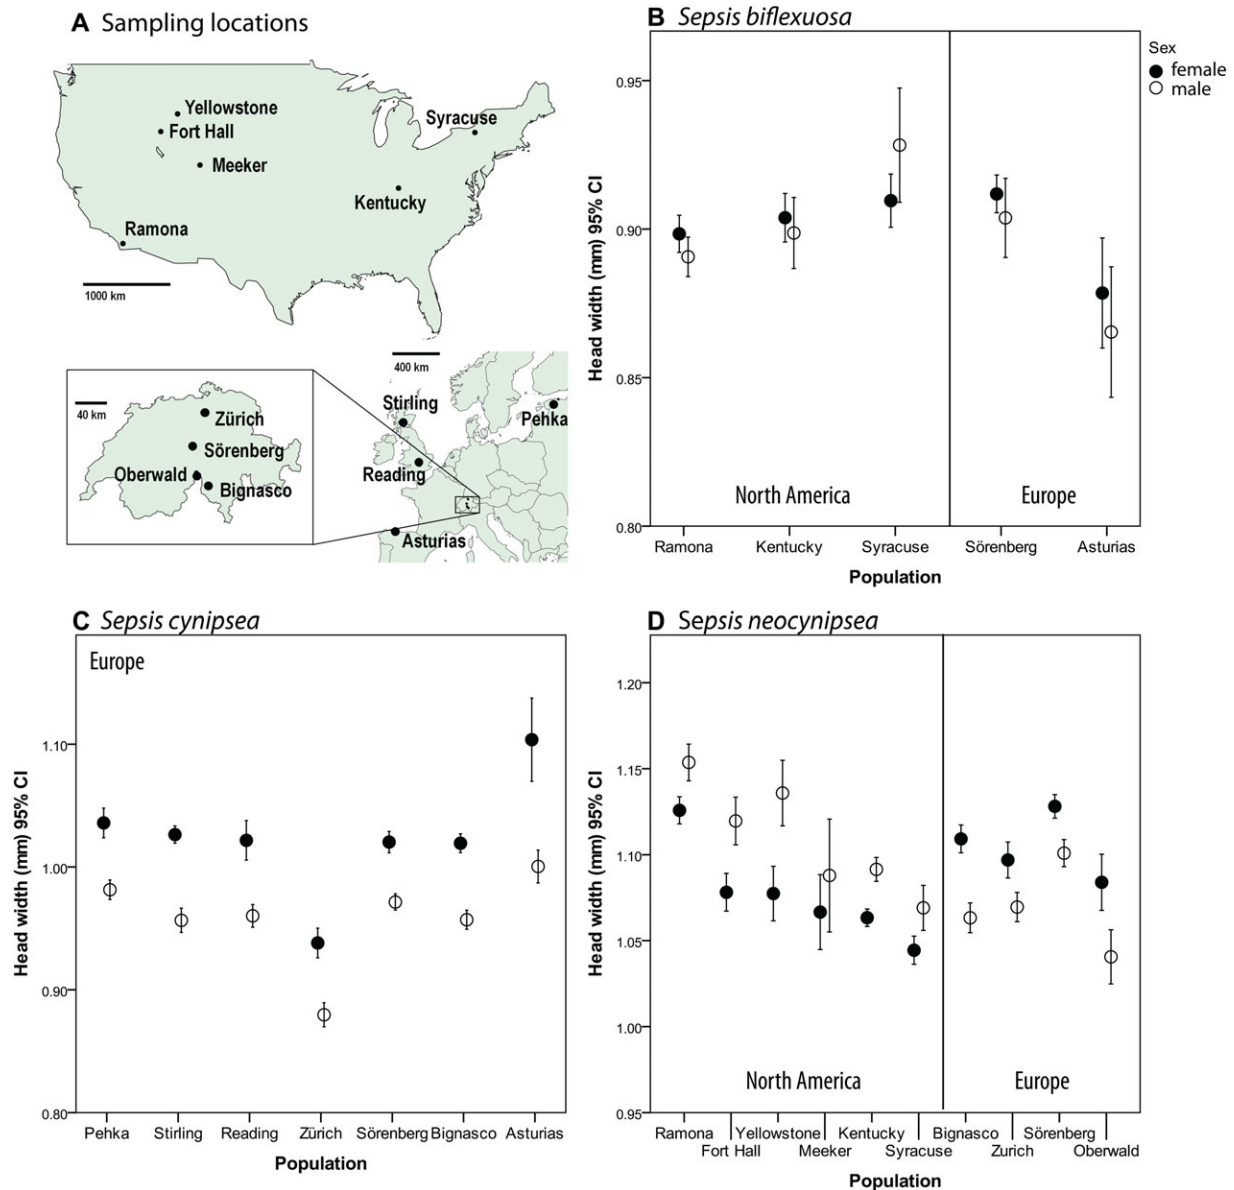 A Sampling locations
Yellowstone
Fort Hall
Meeker
Syracuse
Kentucky
Ramona
1000 km
400 km
40 km
Zürich
Sörenberg
Oberwald
Bignasco
Stirling
Pehka
Reading
Asturias
B Sepsis biflexuosa
Sex
female
male
Head width (mm) 95% CI
0.95
0.90
0.85
0.80
North America
Europe
Ramona Kentucky Syracuse Sörenberg Asturias
Population
C Sepsis cynipsea
Europe
Head width (mm) 95% CI
1.10
1.00
0.90
0.80
Pehka Stirling Reading Zürich Sörenberg Bignasco Asturias
Population
D Sepsis neocynipsea
Head width (mm) 95% CI
1.20
1.15
1.10
1.05
1.00
0.95
North America
Europe
Ramona Yellowstone Kentucky Bignasco Sörenberg
Fort Hall Meeker Syracuse Zurich Oberwald
Population